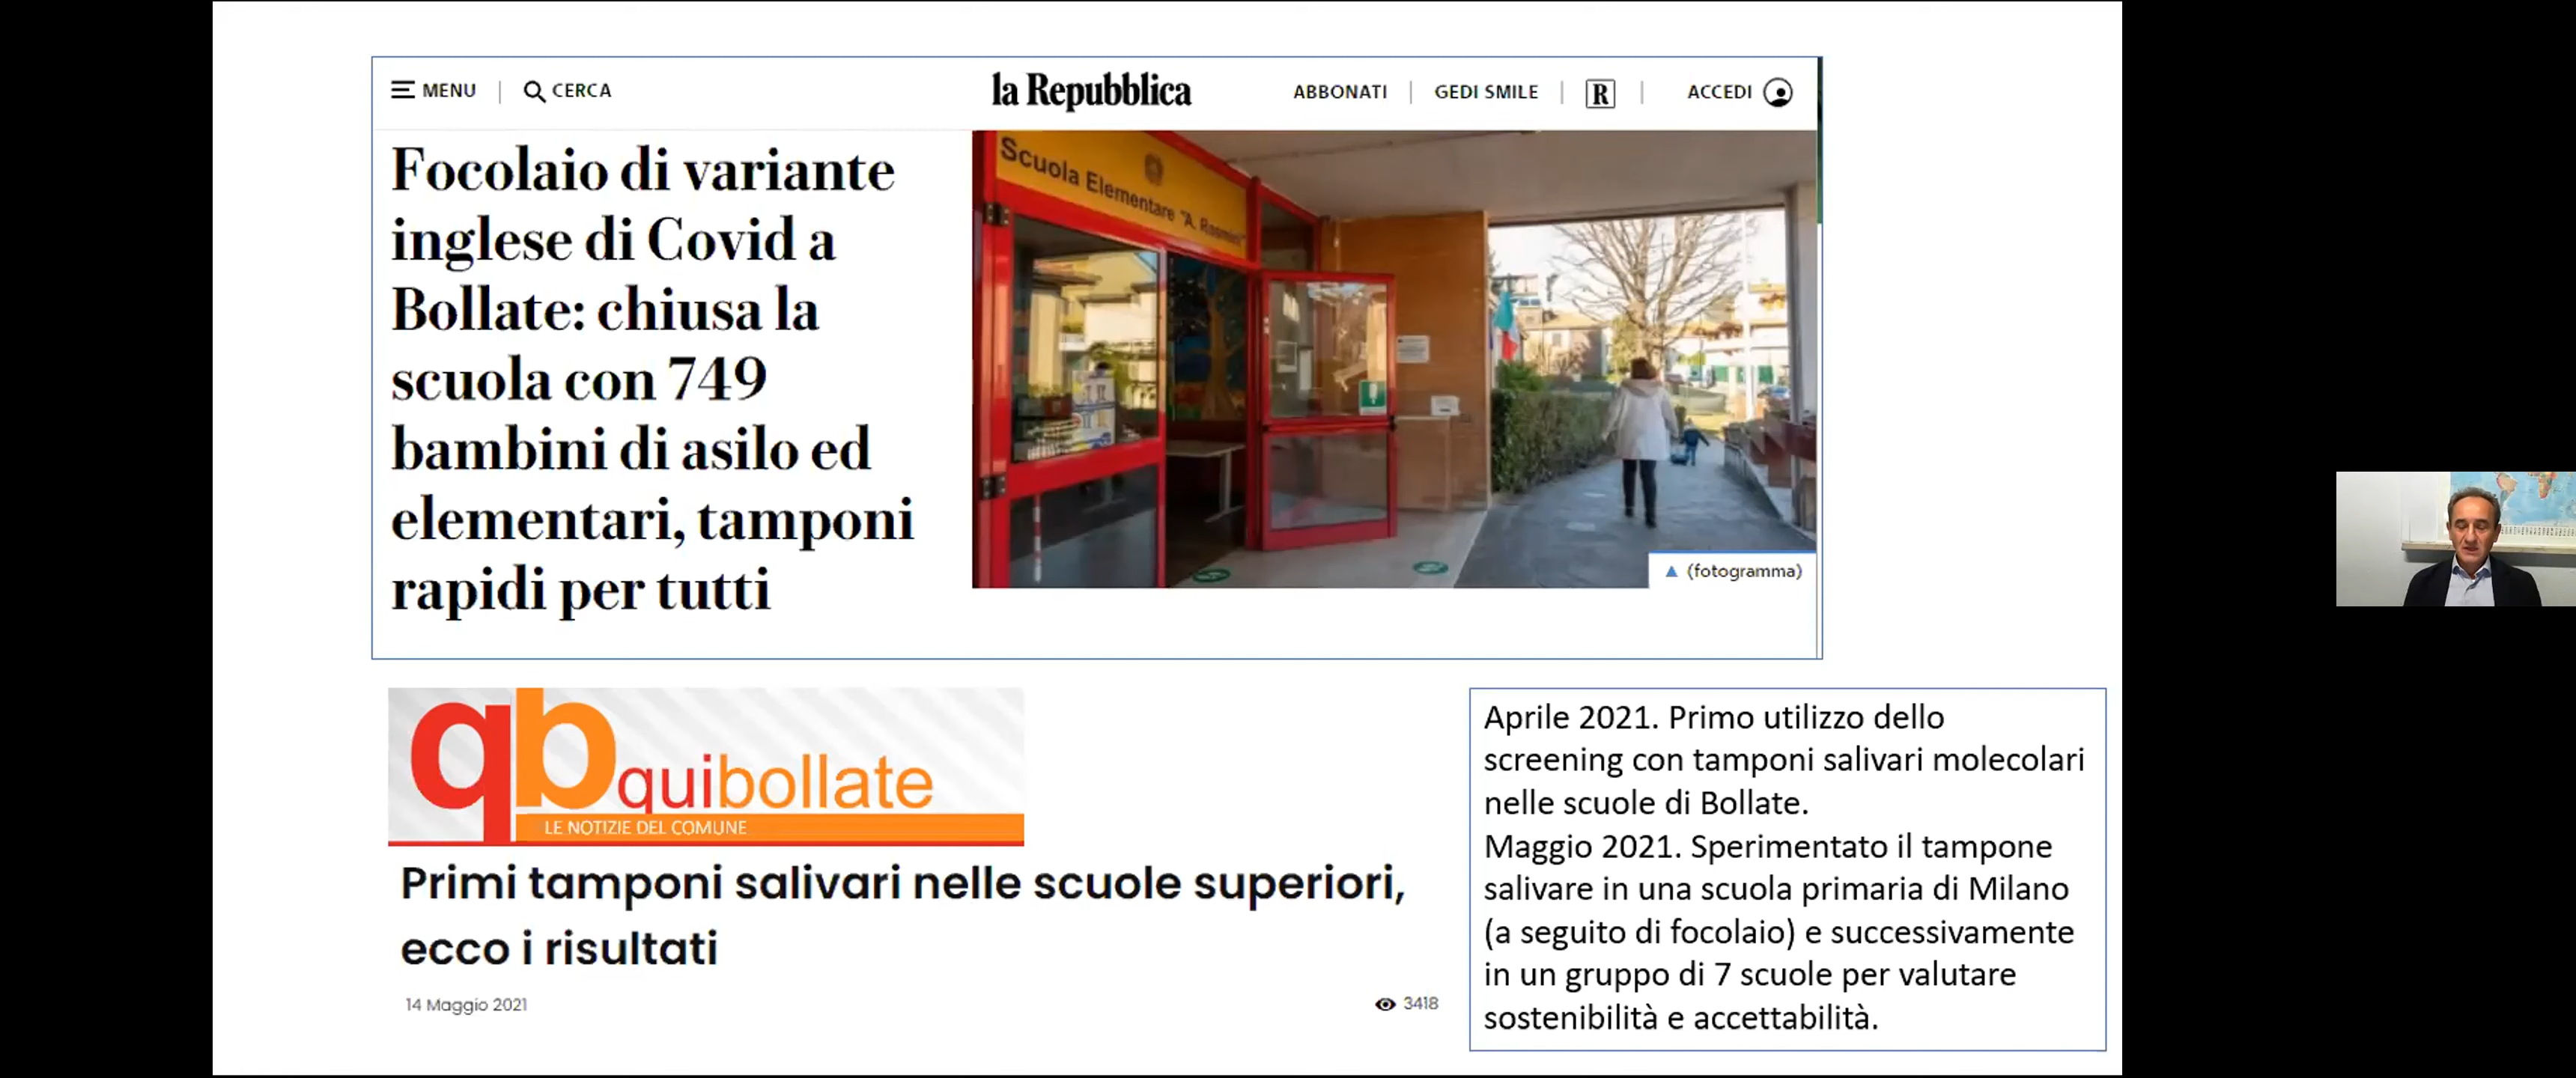 MENU | CERCA
la Repubblica
ABBONATI | GEDI SMILE | R | ACCEDI
Focolaio di variante
inglese di Covid a
Bollate: chiusa la
scuola con 749
bambini di asilo ed
elementari, tamponi
rapidi per tutti
Scuola Elementare "A. Rosmini"
(fotogramma)
qb quibollate
LE NOTIZIE DEL COMUNE
Primi tamponi salivari nelle scuole superiori,
ecco i risultati
14 Maggio 2021
3418
Aprile 2021. Primo utilizzo dello
screening con tamponi salivari molecolari
nelle scuole di Bollate.
Maggio 2021. Sperimentato il tampone
salivare in una scuola primaria di Milano
(a seguito di focolaio) e successivamente
in un gruppo di 7 scuole per valutare
sostenibilità e accettabilità.